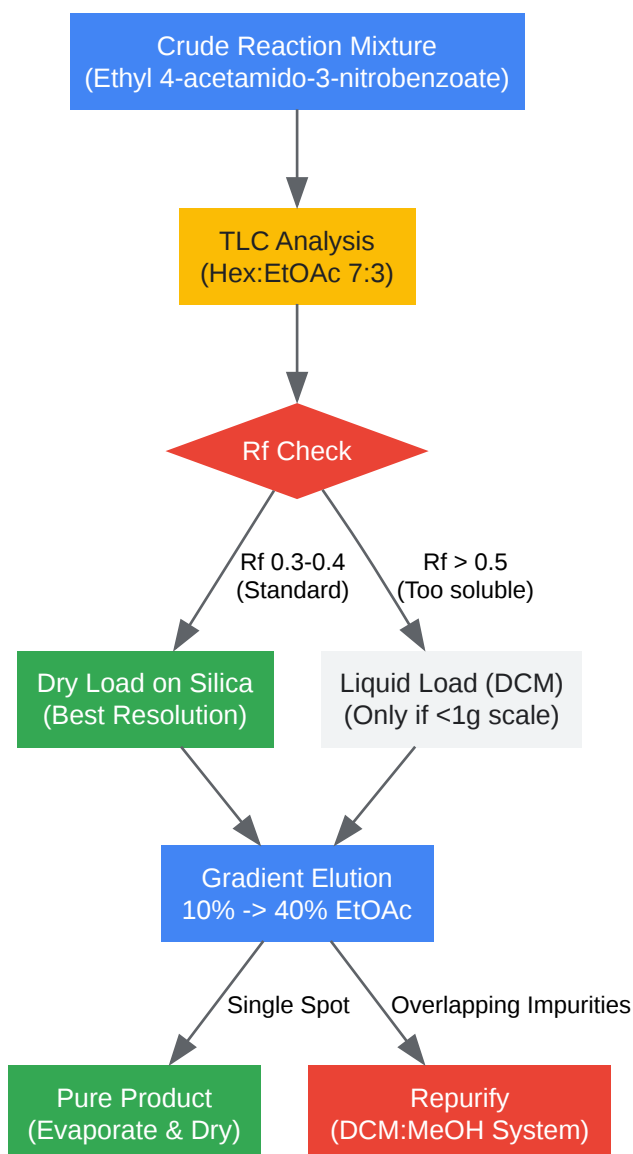 Crude Reaction Mixture
(Ethyl 4-acetamido-3-nitrobenzoate)
TLC Analysis
(Hex:EtOAc 7:3)
Rf Check
Rf 0.3-0.4
(Standard)
Rf > 0.5
(Too soluble)
Dry Load on Silica
(Best Resolution)
Liquid Load (DCM)
(Only if <1g scale)
Gradient Elution
10% -> 40% EtOAc
Single Spot
Overlapping Impurities
Pure Product
(Evaporate & Dry)
Repurify
(DCM:MeOH System)